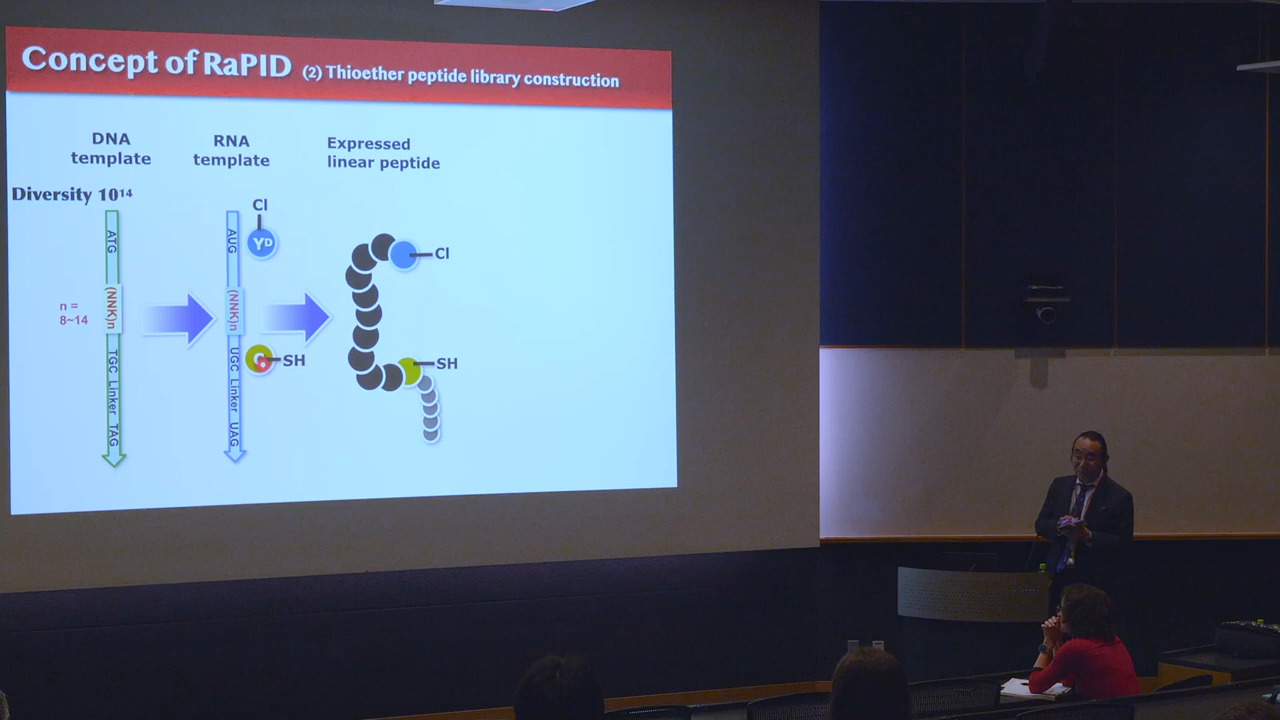 Concept of RaPID (2) Thioether peptide library construction
DNA
template
RNA
template
Expressed
linear peptide
Diversity 10¹⁴
ATG
(NNK)n
TGC Linker TAG
n =
8~14
AUG
(NNK)n
UGC Linker UAG
Cl
Yᴰ
C
SH
Cl
SH